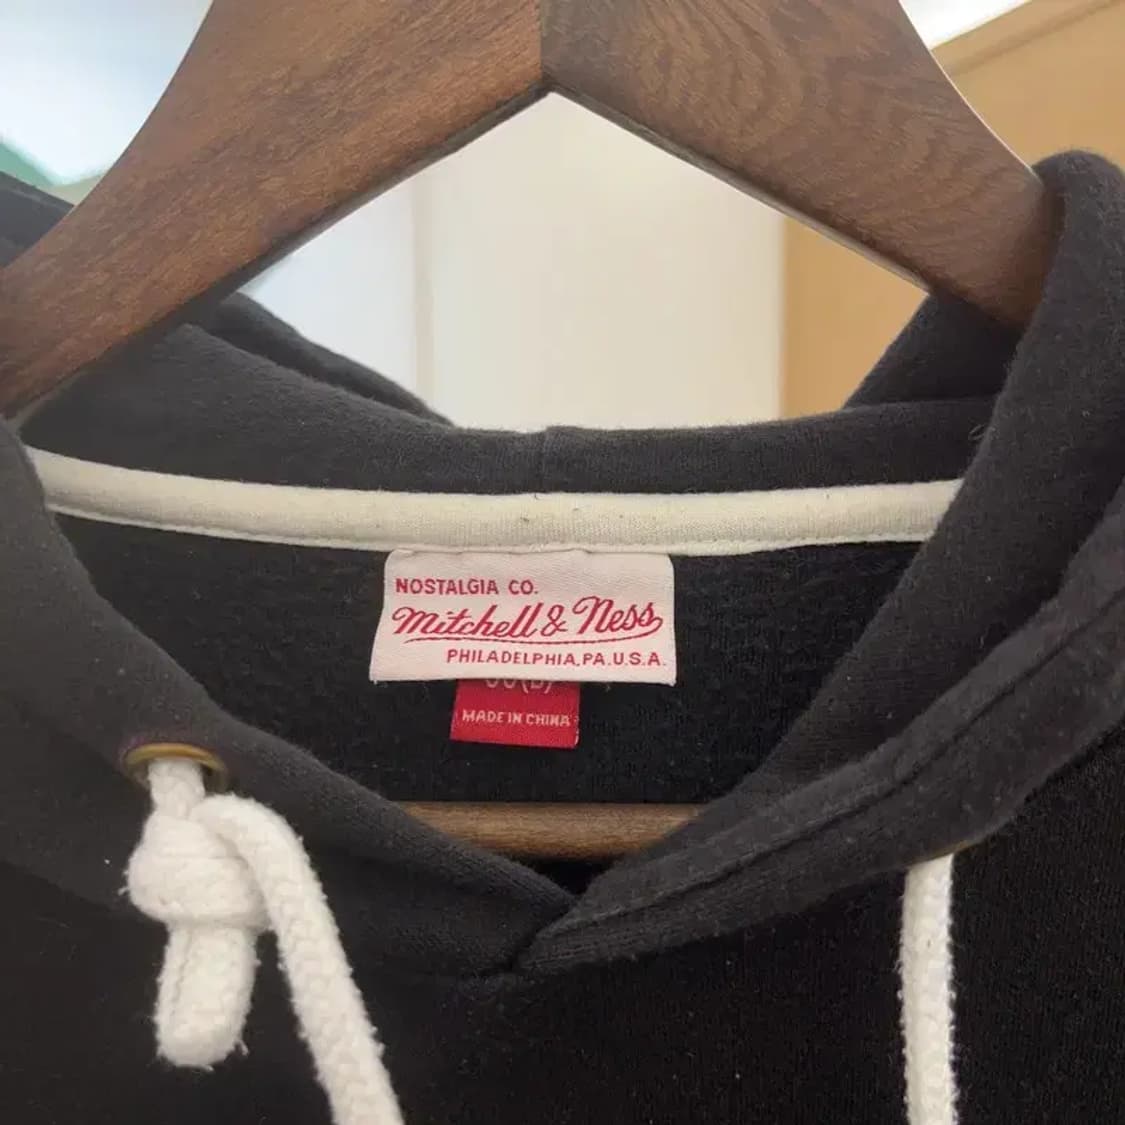 NOSTALGIA CO.
Mitchell & Ness
PHILADELPHIA, PA. U.S.A.
MADE IN CHINA